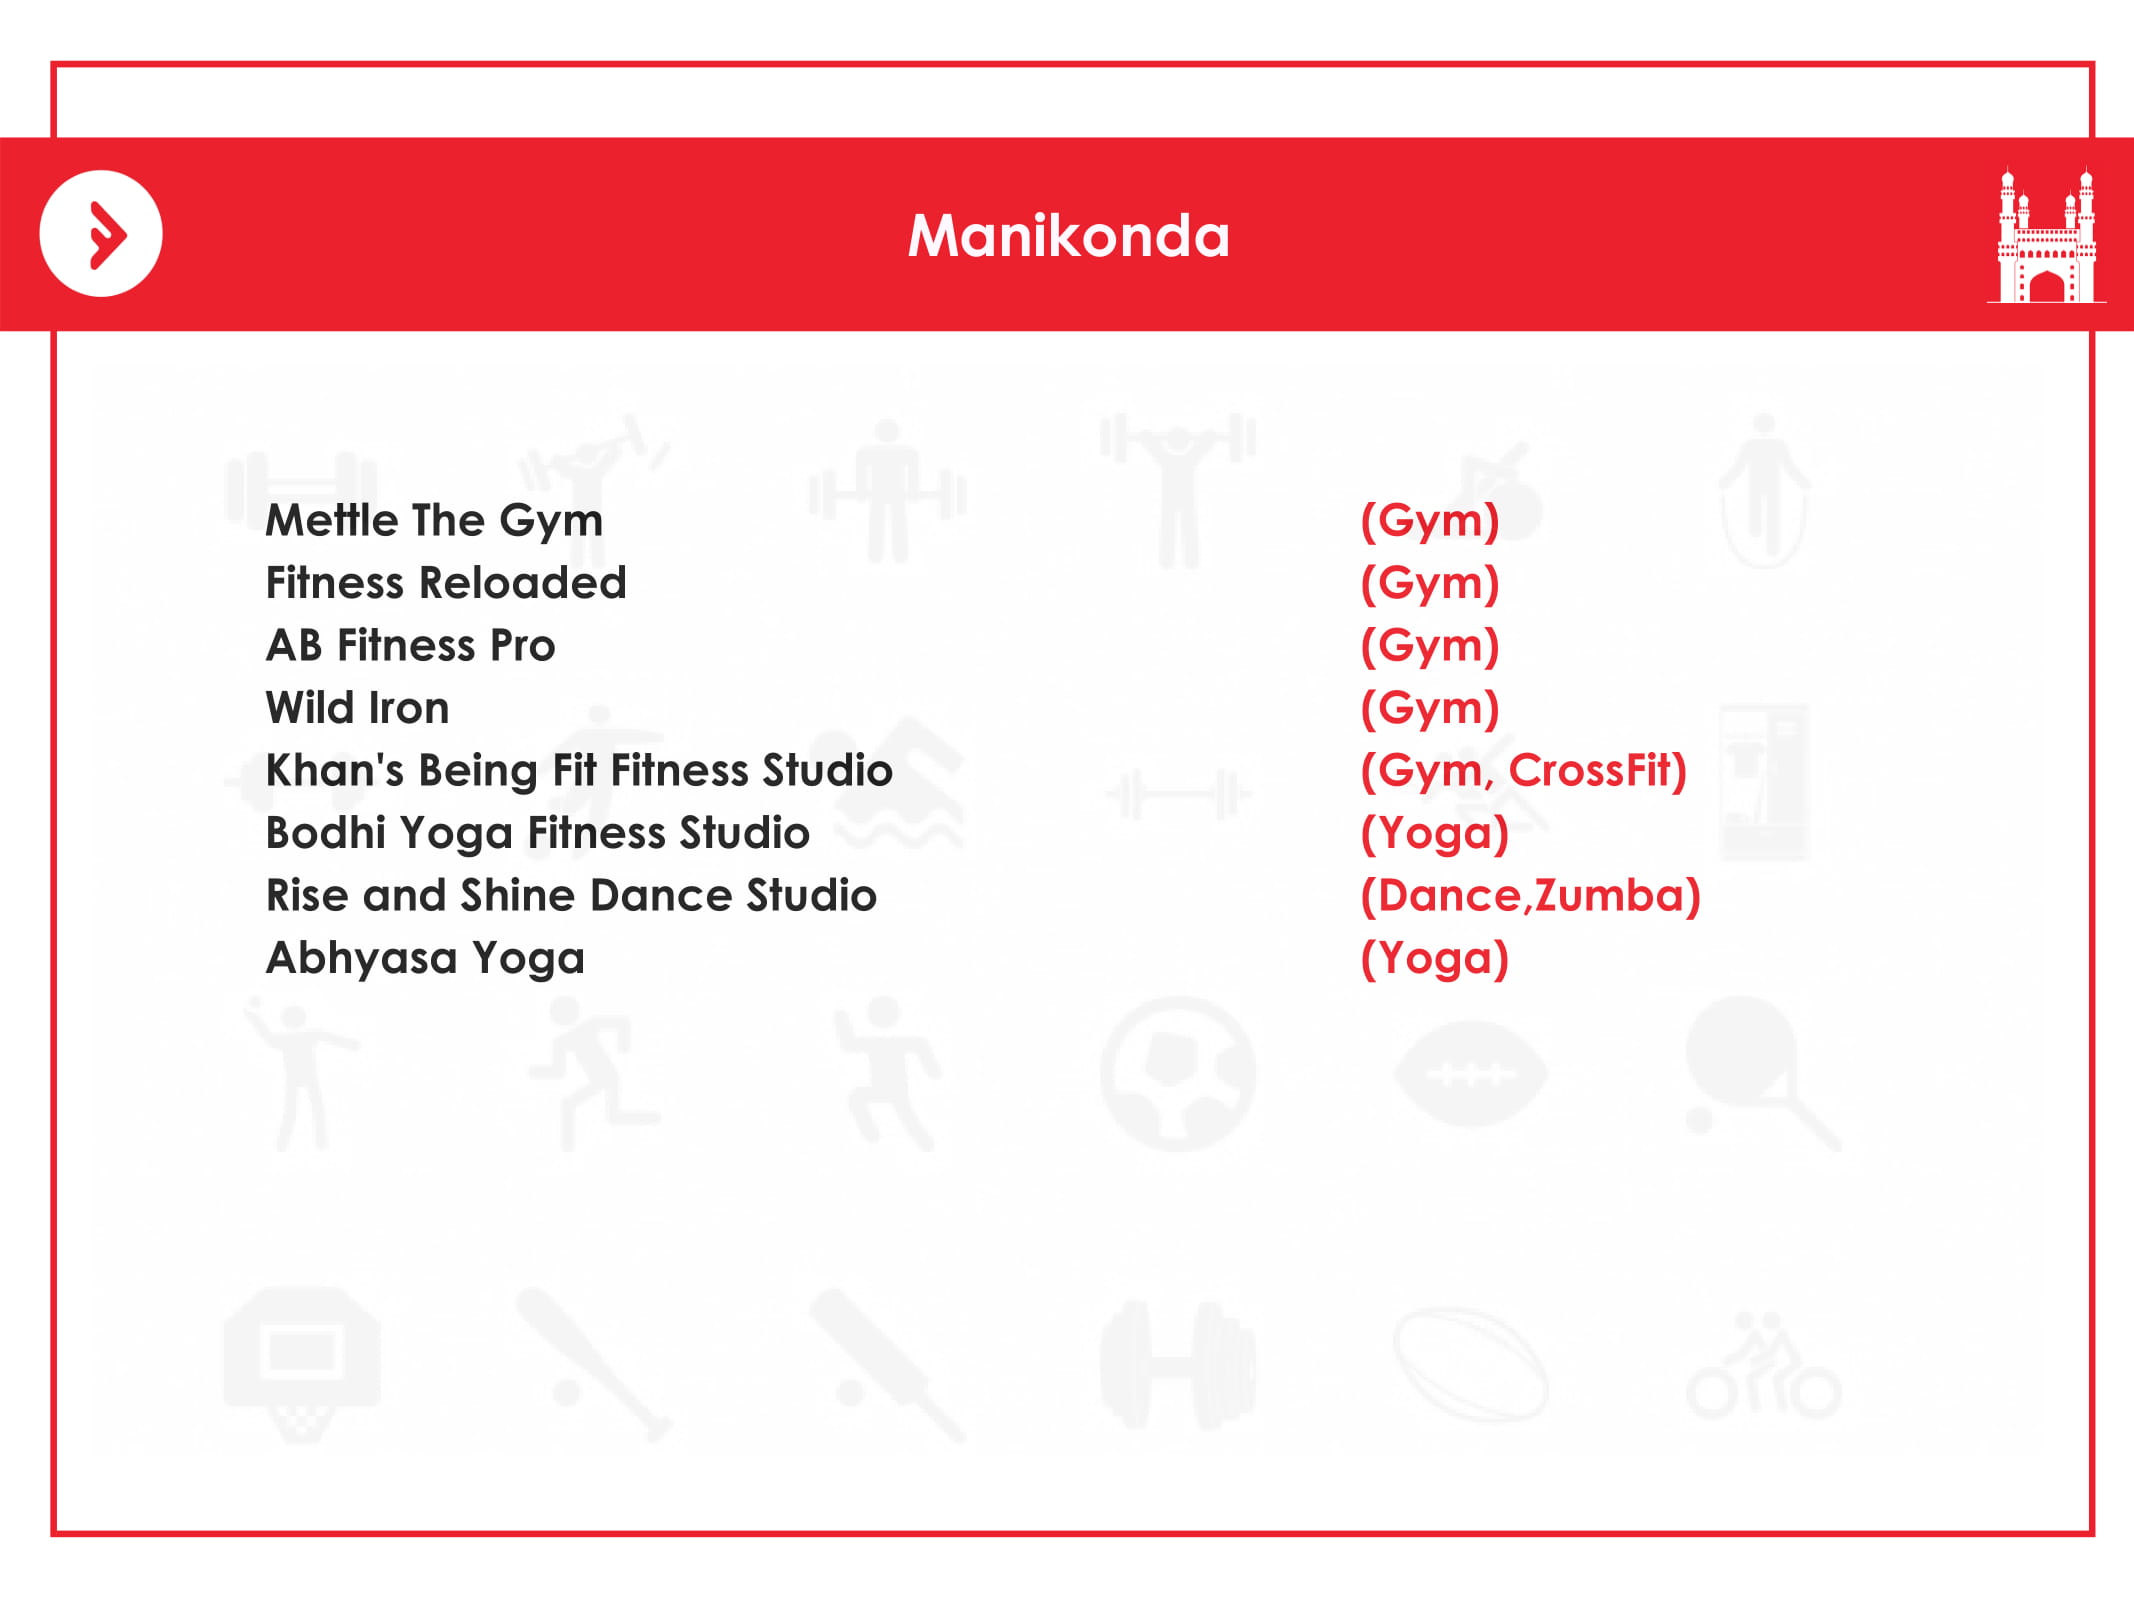 Manikonda
Mettle The Gym (Gym)
Fitness Reloaded (Gym)
AB Fitness Pro (Gym)
Wild Iron (Gym)
Khan's Being Fit Fitness Studio (Gym, CrossFit)
Bodhi Yoga Fitness Studio (Yoga)
Rise and Shine Dance Studio (Dance,Zumba)
Abhyasa Yoga (Yoga)